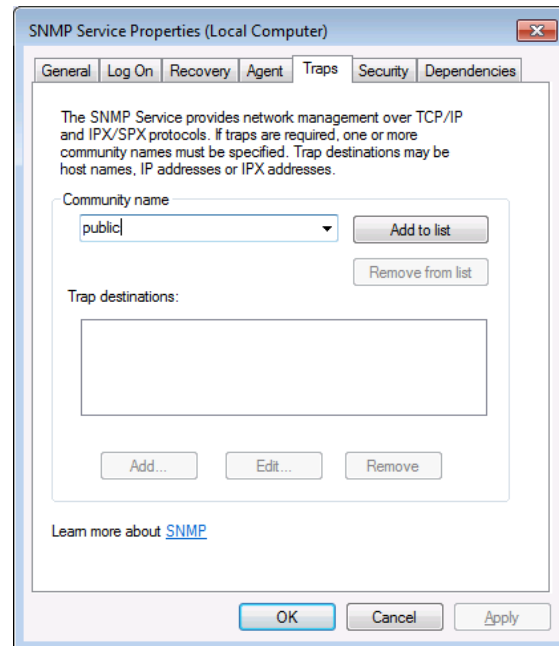 SNMP Service Properties (Local Computer)
General Log On Recovery Agent Traps Security Dependencies
The SNMP Service provides network management over TCP/IP
and IPX/SPX protocols. If traps are required, one or more
community names must be specified. Trap destinations may be
host names, IP addresses or IPX addresses.
Community name
public Add to list
Remove from list
Trap destinations:
Add... Edit... Remove
Learn more about SNMP
OK Cancel Apply